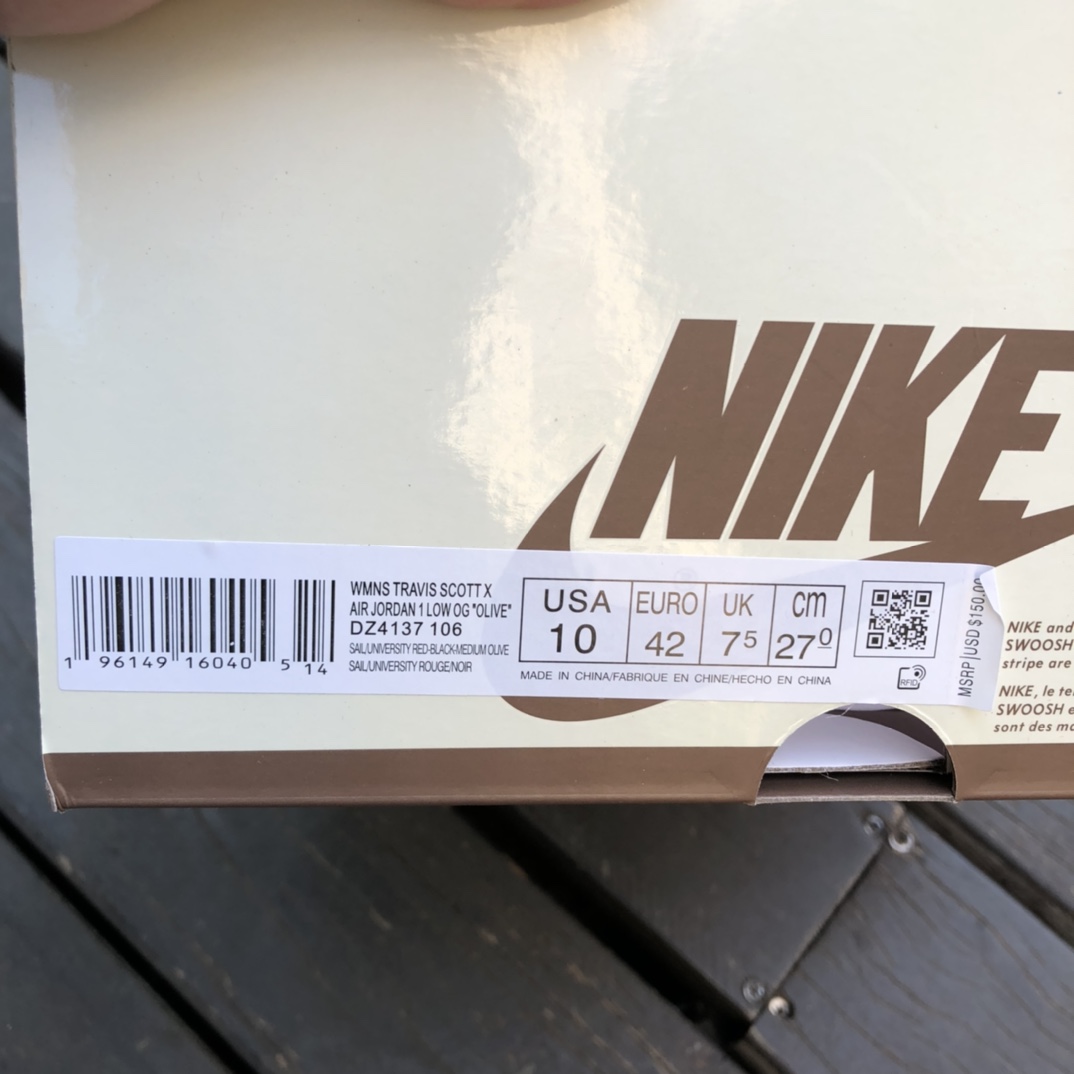 NIKE
WMNS TRAVIS SCOTT X
AIR JORDAN 1 LOW OG "OLIVE"
DZ4137 106
SAIL/UNIVERSITY RED-BLACK-MEDIUM OLIVE
SAIL/UNIVERSITY ROUGE/NOIR
1 96149 16040 5 14
USA EURO UK cm
10 42 75 27 0
MADE IN CHINA/FABRIQUE EN CHINE/HECHO EN CHINA
RFID
MSRP|USD $150.00
NIKE and
SWOOSH
stripe are
NIKE, le
SWOOSH
sont des